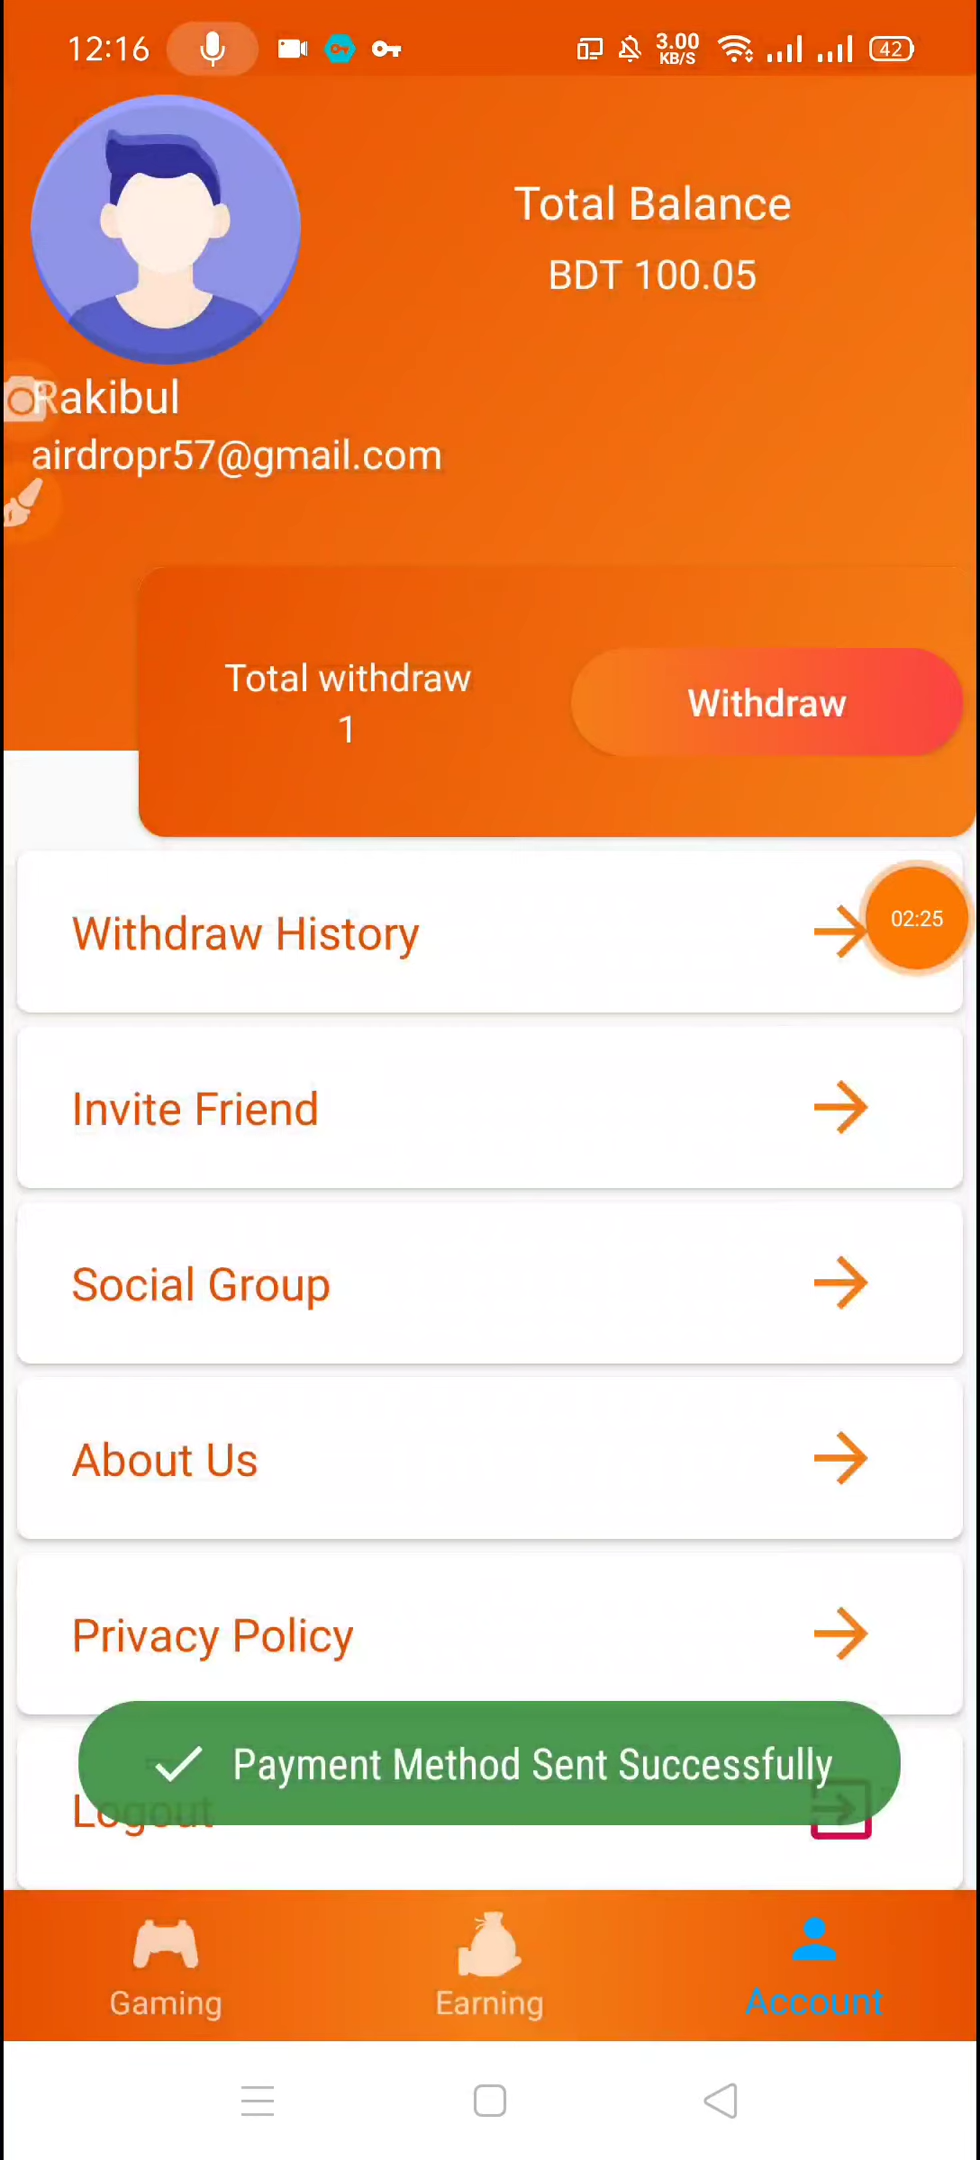 12:16
3.00
KB/S
42
Total Balance
BDT 100.05
Rakibul
airdropr57@gmail.com
Total withdraw
1
Withdraw
Withdraw History
02:25
Invite Friend
Social Group
About Us
Privacy Policy
Payment Method Sent Successfully
Logout
Gaming
Earning
Account